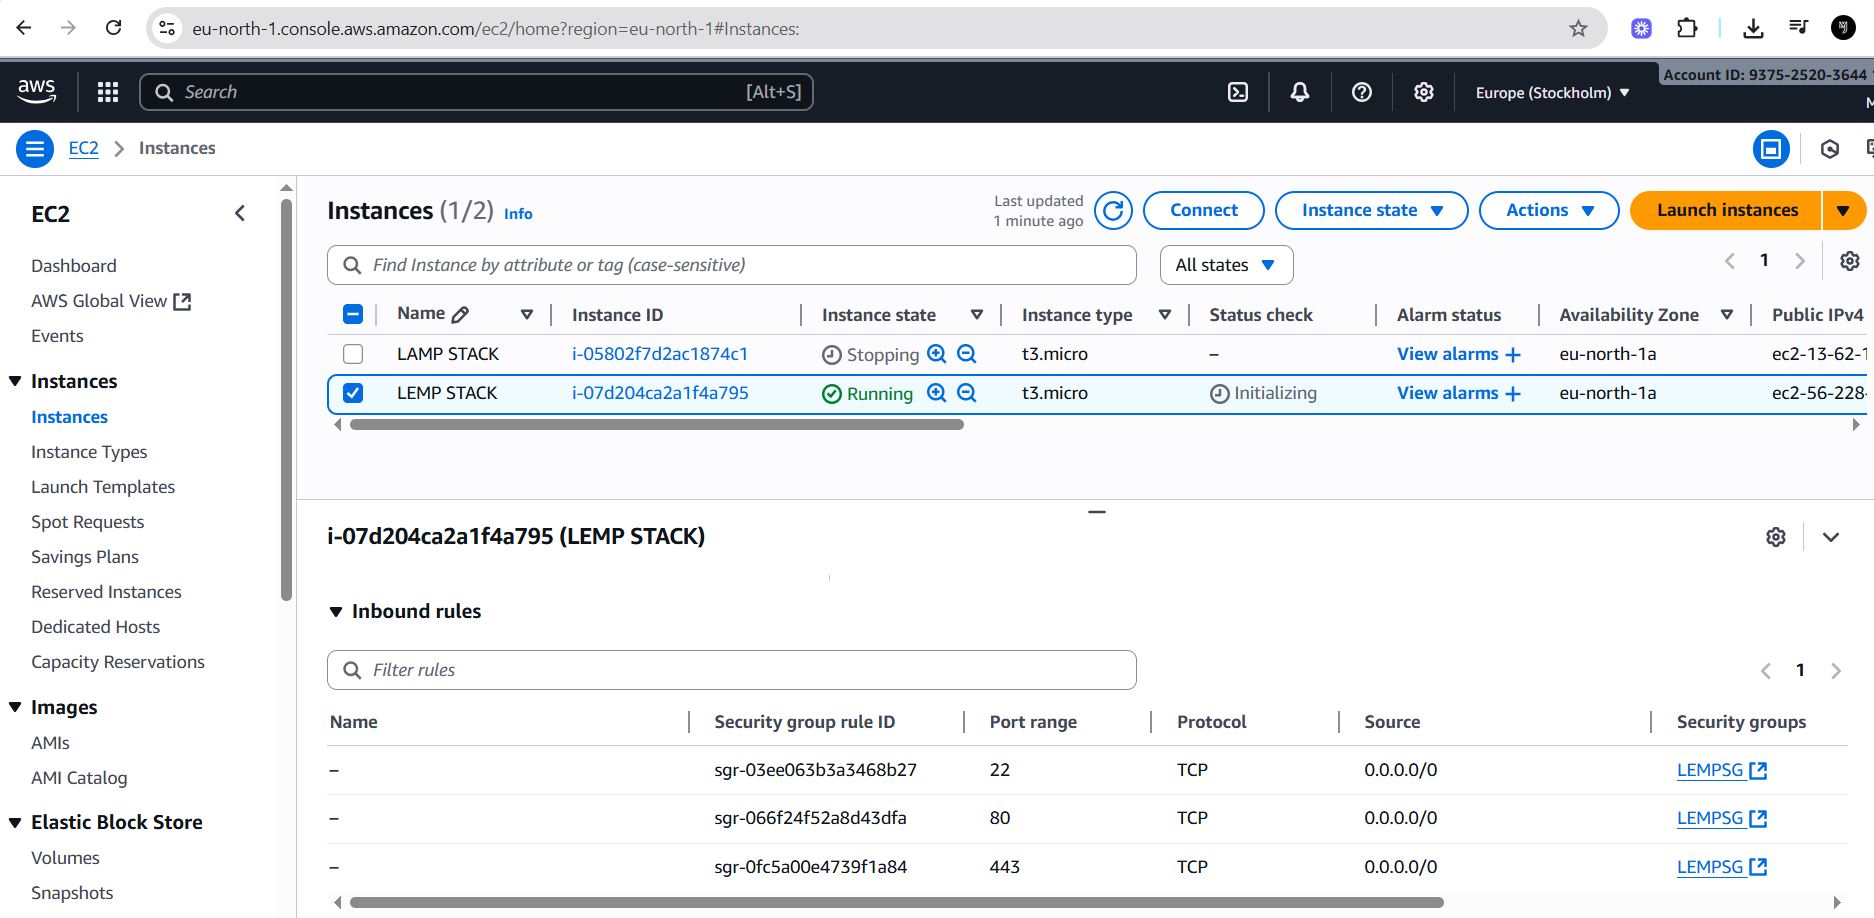 eu-north-1.console.aws.amazon.com/ec2/home?region=eu-north-1#Instances:
aws Search [Alt+S] Europe (Stockholm) Account ID: 9375-2520-3644
EC2 Instances
EC2
Dashboard
AWS Global View
Events
Instances
Instances
Instance Types
Launch Templates
Spot Requests
Savings Plans
Reserved Instances
Dedicated Hosts
Capacity Reservations
Images
AMIs
AMI Catalog
Elastic Block Store
Volumes
Snapshots
Instances (1/2) Info
Last updated
1 minute ago
Connect Instance state Actions Launch instances
Find Instance by attribute or tag (case-sensitive) All states 1
Name Instance ID Instance state Instance type Status check Alarm status Availability Zone Public IPv4
LAMP STACK i-05802f7d2ac1874c1 Stopping t3.micro – View alarms + eu-north-1a ec2-13-62-1
LEMP STACK i-07d204ca2a1f4a795 Running t3.micro Initializing View alarms + eu-north-1a ec2-56-228-
i-07d204ca2a1f4a795 (LEMP STACK)
Inbound rules
Filter rules 1
Name Security group rule ID Port range Protocol Source Security groups
– sgr-03ee063b3a3468b27 22 TCP 0.0.0.0/0 LEMPSG
– sgr-066f24f52a8d43dfa 80 TCP 0.0.0.0/0 LEMPSG
– sgr-0fc5a00e4739f1a84 443 TCP 0.0.0.0/0 LEMPSG